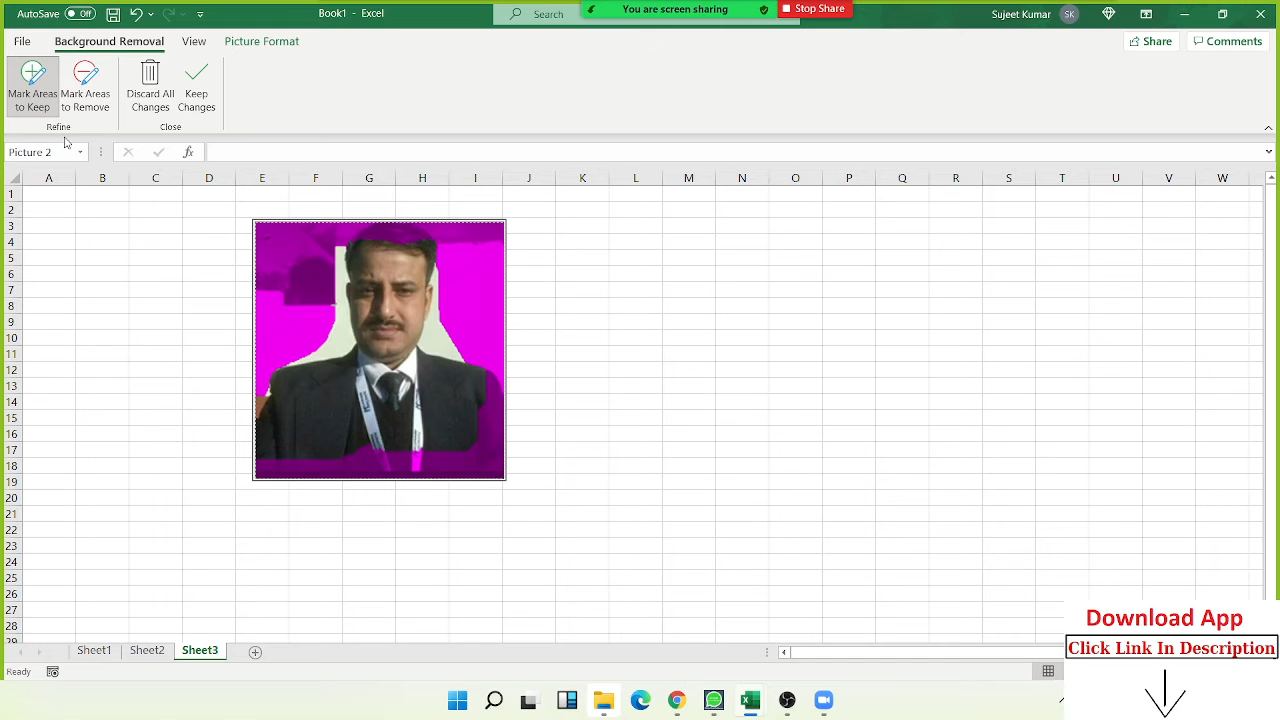 AutoSave Off Book1 - Excel Search You are screen sharing Stop Share Sujeet Kumar SK
File Background Removal View Picture Format Share Comments
Mark Areas to Keep Mark Areas to Remove Discard All Changes Keep Changes
Refine Close
Picture 2 fx
A B C D E F G H I J K L M N O P Q R S T U V W
1
2
3
4
5
6
7
8
9
10
11
12
13
14
15
16
17
18
19
20
21
22
23
24
25
26
27
28
29
Download App
Click Link In Description
Sheet1 Sheet2 Sheet3
Ready